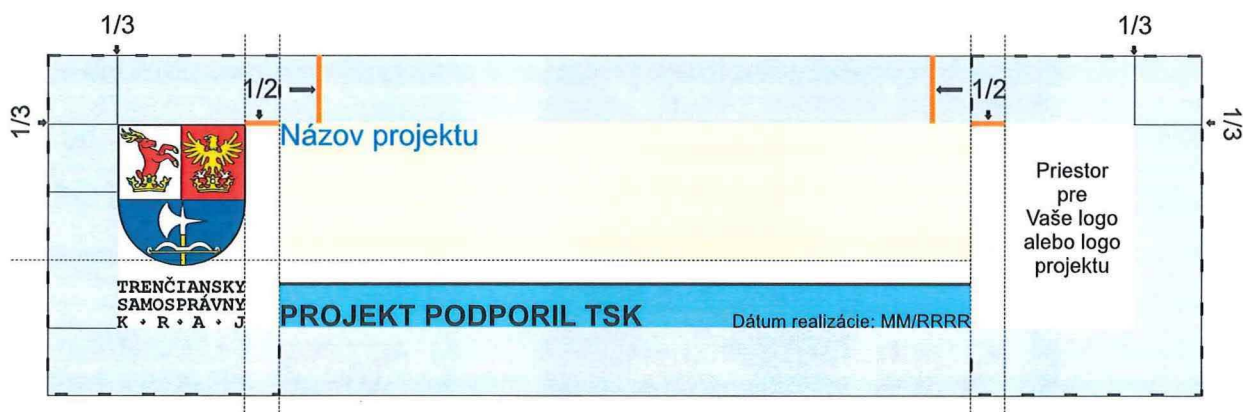 1/3
1/3
1/2
1/2
1/3
1/3
Názov projektu
Priestor
pre
Vaše logo
alebo logo
projektu
TRENČIANSKY
SAMOSPRÁVNY
K • R • A • J
PROJEKT PODPORIL TSK
Dátum realizácie: MM/RRRR